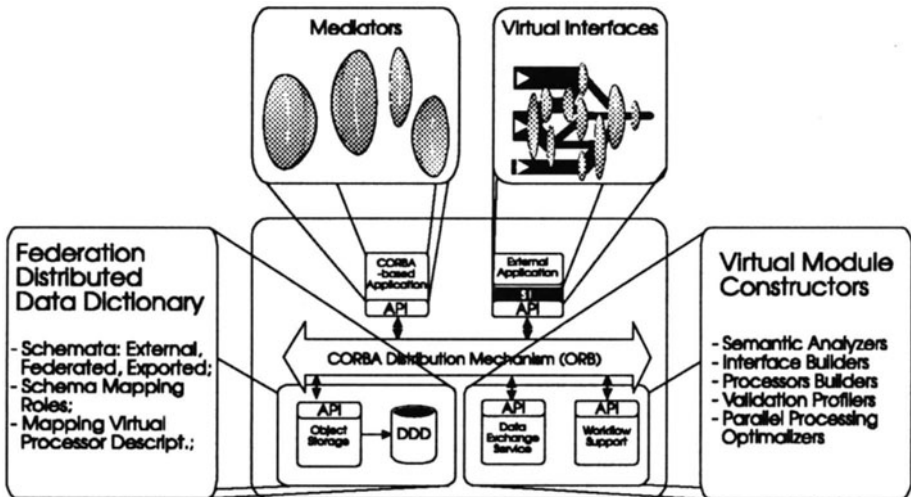 Mediators
Virtual Interfaces
Federation
Distributed
Data Dictionary
- Schemata: External,
Federated, Exported;
- Schema Mapping
Roles;
- Mapping Virtual
Processor Descript.;
CORBA
-based
Application
API
External
Application
SI
API
CORBA Distribution Mechanism (ORB)
API
Object
Storage
DDD
API
Data
Exchange
Service
API
Workflow
Support
Virtual Module
Constructors
- Semantic Analyzers
- Interface Builders
- Processors Builders
- Validation Profilers
- Parallel Processing
Optimalizers